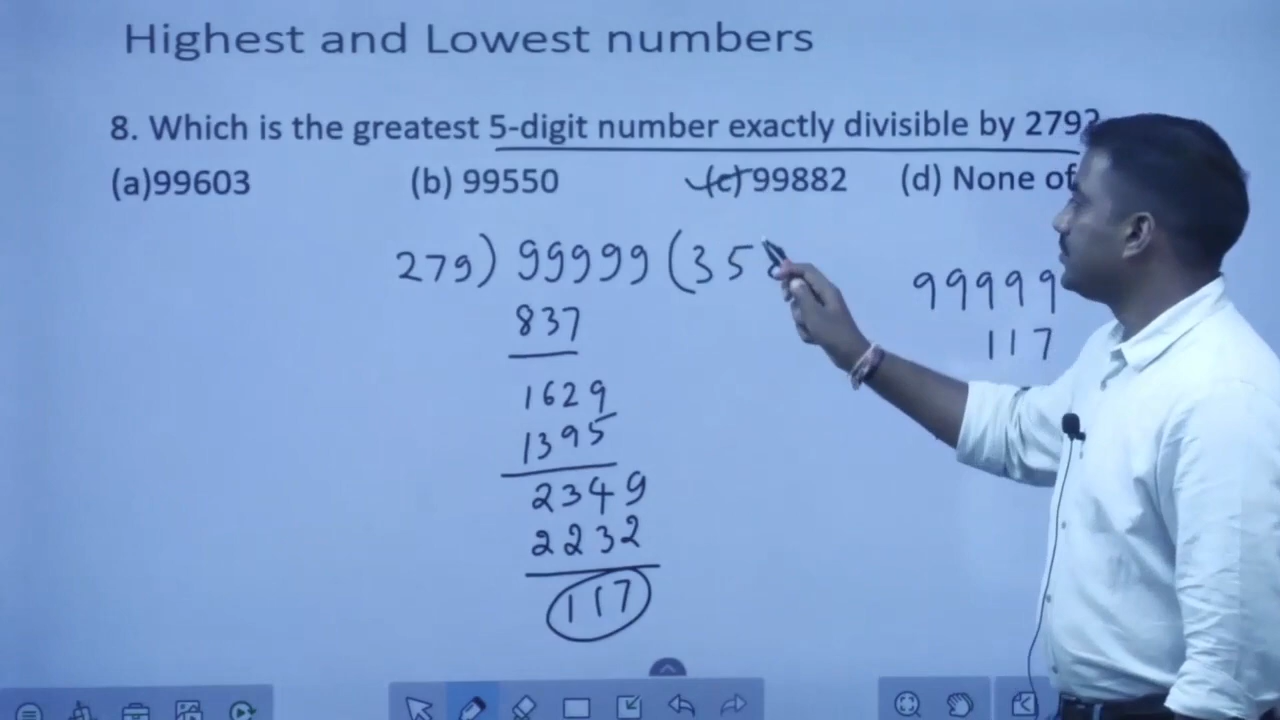 Highest and Lowest numbers
8. Which is the greatest 5-digit number exactly divisible by 279?
(a)99603 (b) 99550 (c) 99882 (d) None of
279) 99999 (35
837
1629
1395
2349
2232
117
99999
117